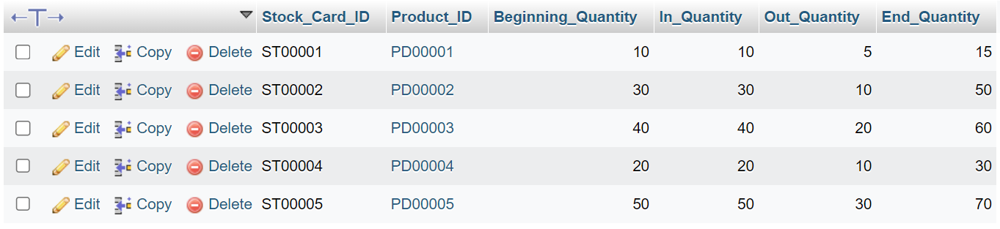 Stock_Card_ID Product_ID Beginning_Quantity In_Quantity Out_Quantity End_Quantity
Edit Copy Delete ST00001 PD00001 10 10 5 15
Edit Copy Delete ST00002 PD00002 30 30 10 50
Edit Copy Delete ST00003 PD00003 40 40 20 60
Edit Copy Delete ST00004 PD00004 20 20 10 30
Edit Copy Delete ST00005 PD00005 50 50 30 70